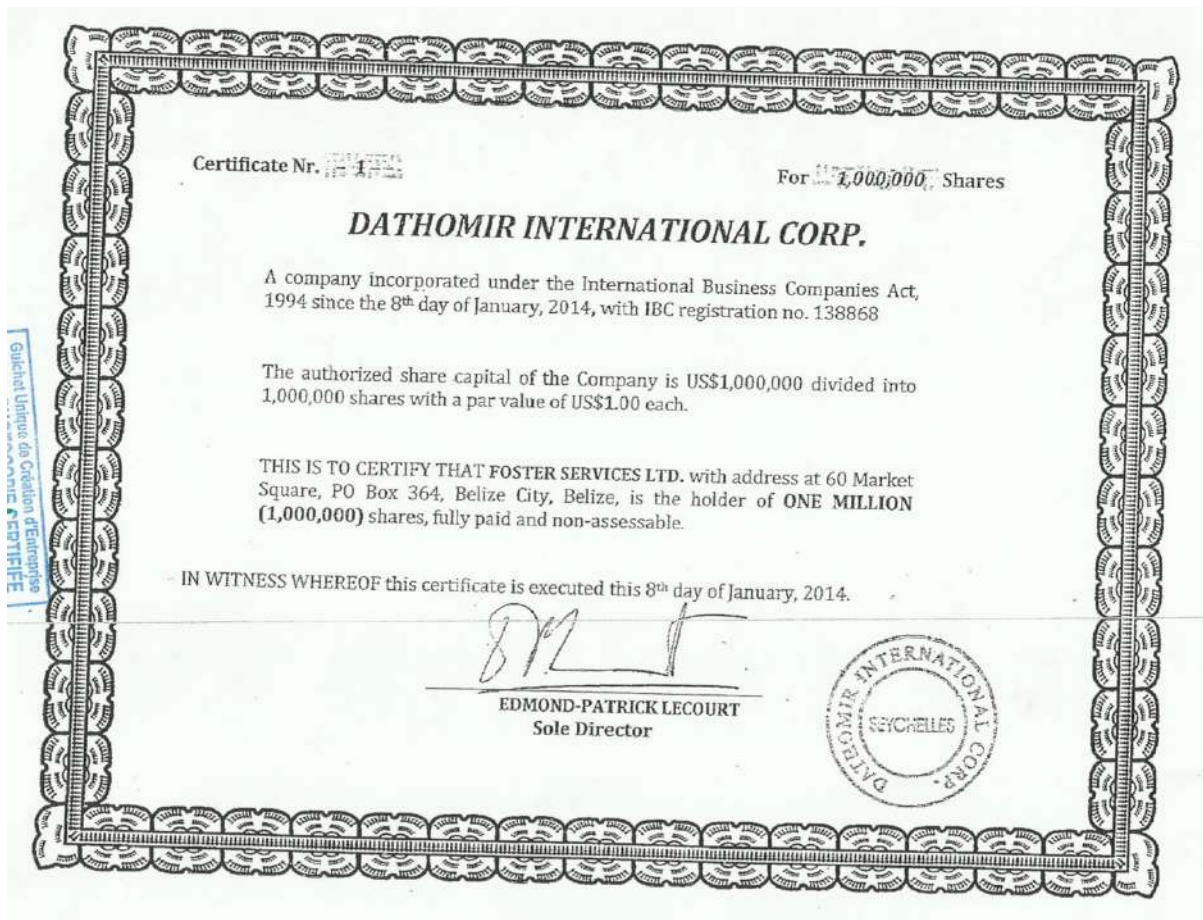 Certificate Nr. - 1 -
For 1,000,000 Shares
DATHOMIR INTERNATIONAL CORP.
A company incorporated under the International Business Companies Act,
1994 since the 8th day of January, 2014, with IBC registration no. 138868
The authorized share capital of the Company is US$1,000,000 divided into
1,000,000 shares with a par value of US$1.00 each.
THIS IS TO CERTIFY THAT FOSTER SERVICES LTD. with address at 60 Market
Square, PO Box 364, Belize City, Belize, is the holder of ONE MILLION
(1,000,000) shares, fully paid and non-assessable.
IN WITNESS WHEREOF this certificate is executed this 8th day of January, 2014.
EDMOND-PATRICK LECOURT
Sole Director
DATHOMIR INTERNATIONAL CORP.
SEYCHELLES
Guichet Unique de Création d'Entreprise
CERTIFIÉE